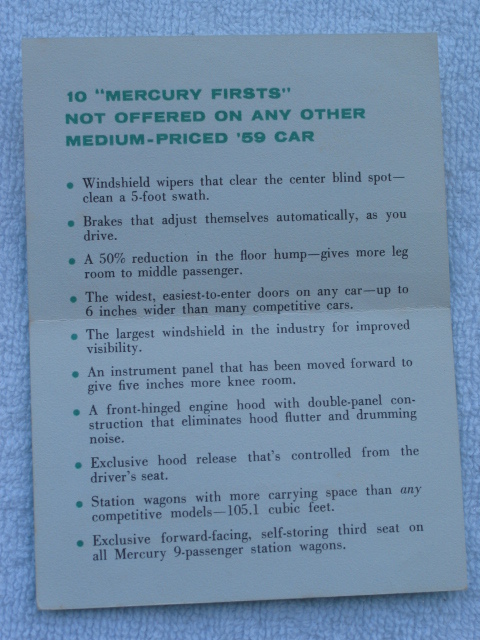 10 "MERCURY FIRSTS"
NOT OFFERED ON ANY OTHER
MEDIUM-PRICED '59 CAR
• Windshield wipers that clear the center blind spot—
clean a 5-foot swath.
• Brakes that adjust themselves automatically, as you
drive.
• A 50% reduction in the floor hump—gives more leg
room to middle passenger.
• The widest, easiest-to-enter doors on any car—up to
6 inches wider than many competitive cars.
• The largest windshield in the industry for improved
visibility.
• An instrument panel that has been moved forward to
give five inches more knee room.
• A front-hinged engine hood with double-panel con-
struction that eliminates hood flutter and drumming
noise.
• Exclusive hood release that's controlled from the
driver's seat.
• Station wagons with more carrying space than any
competitive models—105.1 cubic feet.
• Exclusive forward-facing, self-storing third seat on
all Mercury 9-passenger station wagons.